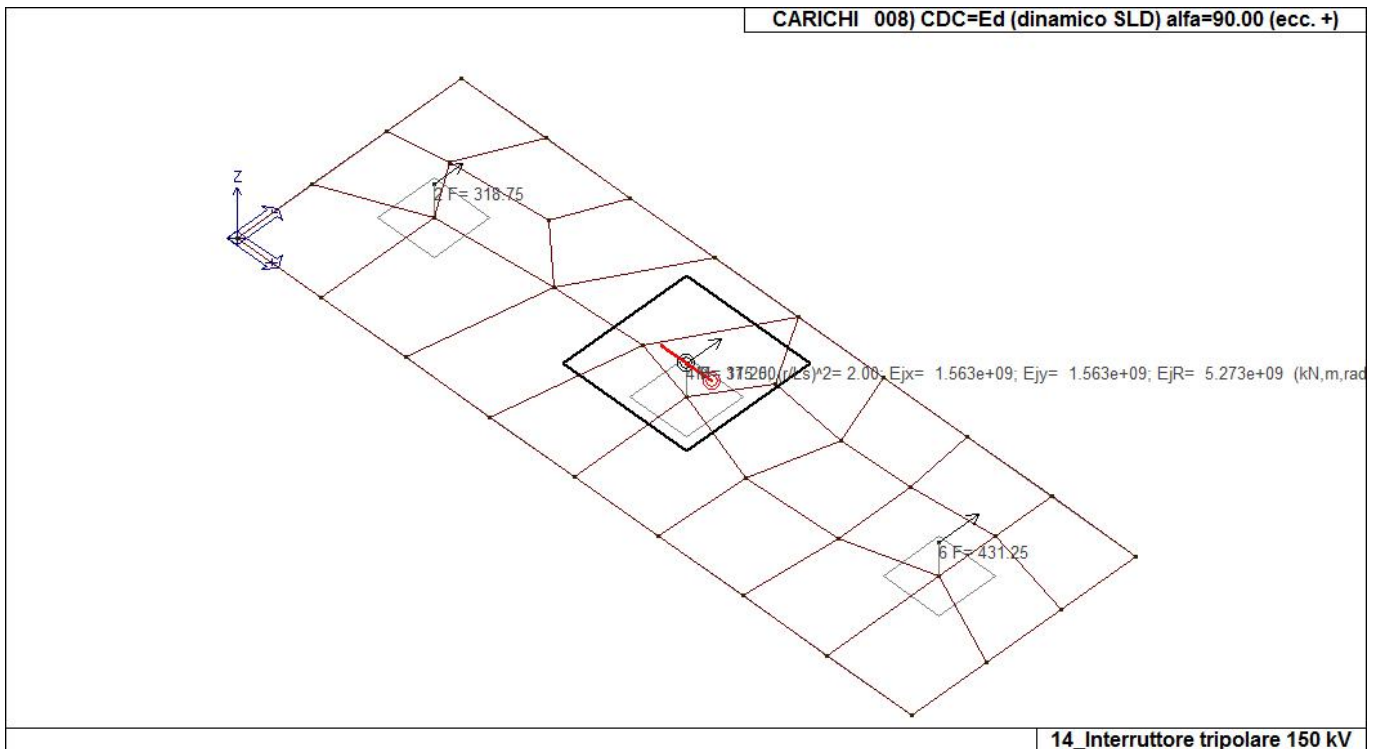 CARICHI 008) CDC=Ed (dinamico SLD) alfa=90.00 (ecc. +)
Z
2 F= 318.75
(r/Ls)^2= 2.00; Ejx= 1.563e+09; Ejy= 1.563e+09; EjR= 5.273e+09 (kN,m,rad
6 F= 431.25
14_Interruttore tripolare 150 kV